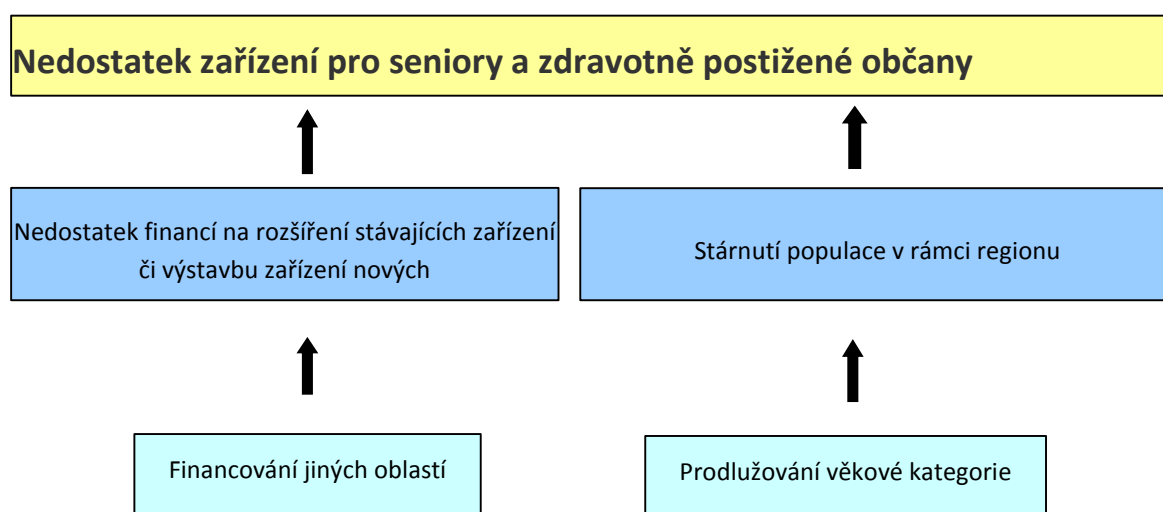 Nedostatek zařízení pro seniory a zdravotně postižené občany
Nedostatek financí na rozšíření stávajících zařízení
či výstavbu zařízení nových
Stárnutí populace v rámci regionu
Financování jiných oblastí
Prodlužování věkové kategorie